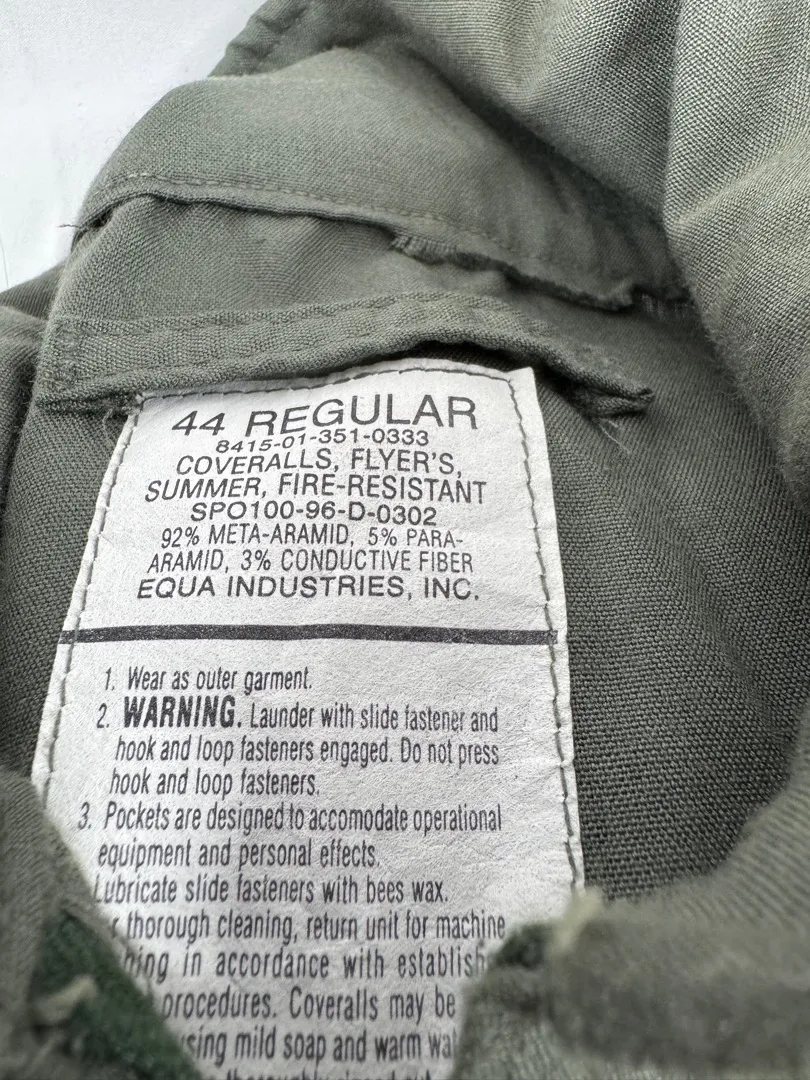 44 REGULAR
8415-01-351-0333
COVERALLS, FLYER'S,
SUMMER, FIRE-RESISTANT
SPO100-96-D-0302
92% META-ARAMID, 5% PARA-
ARAMID, 3% CONDUCTIVE FIBER
EQUA INDUSTRIES, INC.
1. Wear as outer garment.
2. WARNING. Launder with slide fastener and
hook and loop fasteners engaged. Do not press
hook and loop fasteners.
3. Pockets are designed to accomodate operational
equipment and personal effects.
Lubricate slide fasteners with bees wax.
thorough cleaning, return unit for machine
in accordance with
procedures. Coveralls may be
mild soap and warm